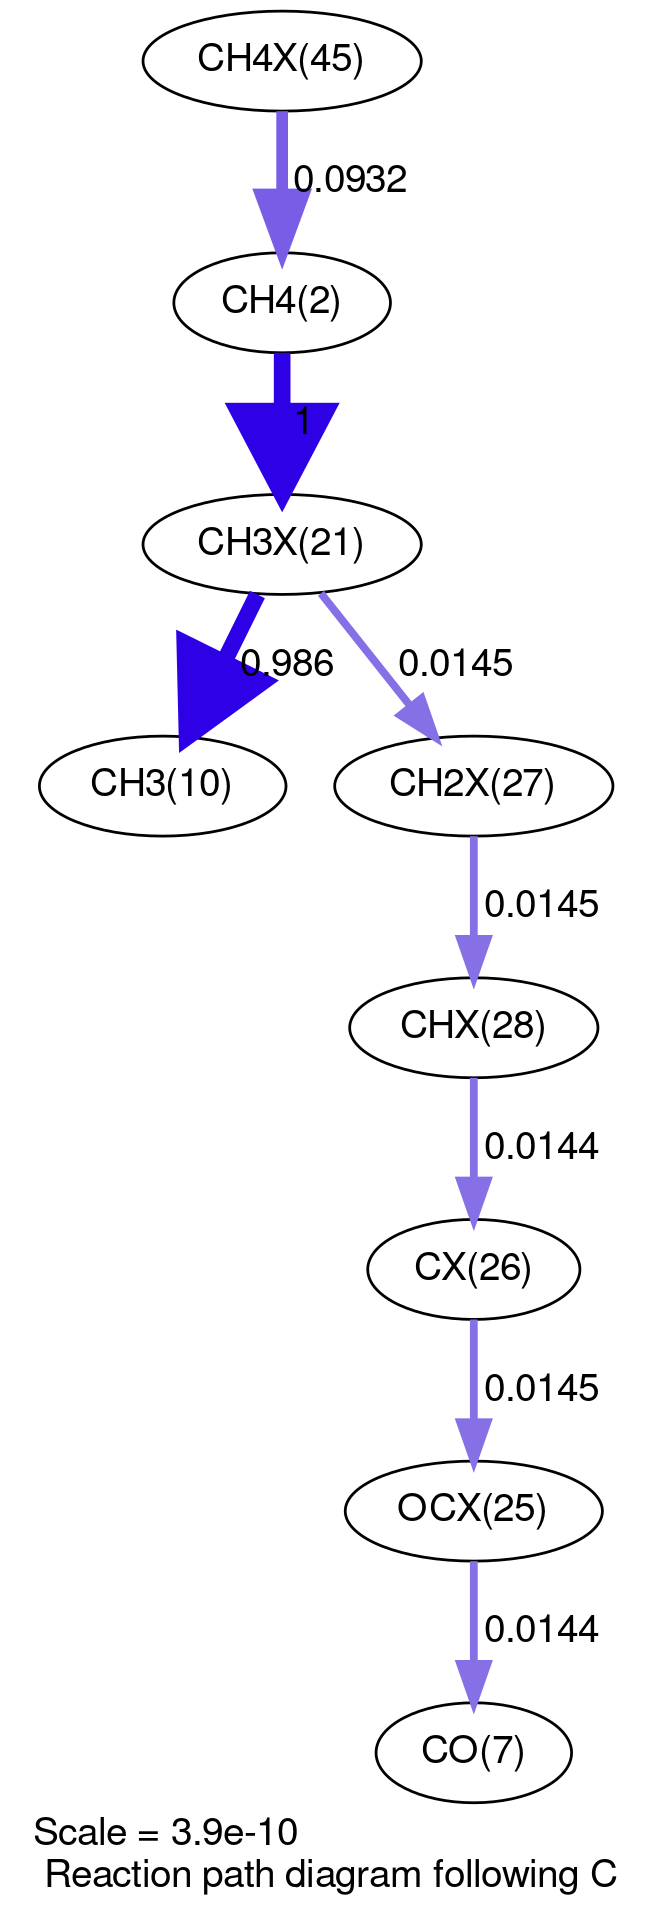 CH4X(45)
0.0932
CH4(2)
1
CH3X(21)
0.986
0.0145
CH3(10)
CH2X(27)
0.0145
CHX(28)
0.0144
CX(26)
0.0145
OCX(25)
0.0144
CO(7)
Scale = 3.9e-10
Reaction path diagram following C